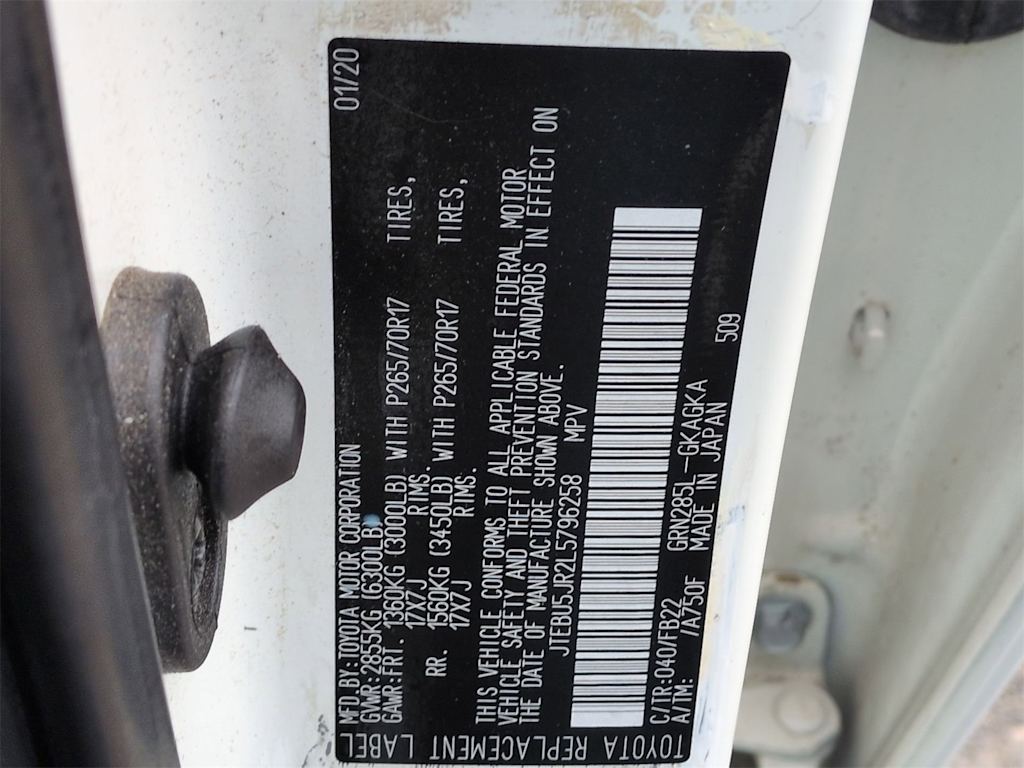 MFD.BY:TOYOTA MOTOR CORPORATION 01/20
GVWR:2855KG (6300LB)
GAWR:FRT. 1360KG (3000LB) WITH P265/70R17 TIRES,
17X7J RIMS.
RR. 1560KG (3450LB) WITH P265/70R17 TIRES,
17X7J RIMS.
THIS VEHICLE CONFORMS TO ALL APPLICABLE FEDERAL MOTOR
VEHICLE SAFETY AND THEFT PREVENTION STANDARDS IN EFFECT ON
THE DATE OF MANUFACTURE SHOWN ABOVE.
JTEBU5JR2L5796258 MPV
C/TR:040/FB22 GRN285L-GKAGKA
A/TM: /A750F MADE IN JAPAN 509
TOYOTA REPLACEMENT LABEL